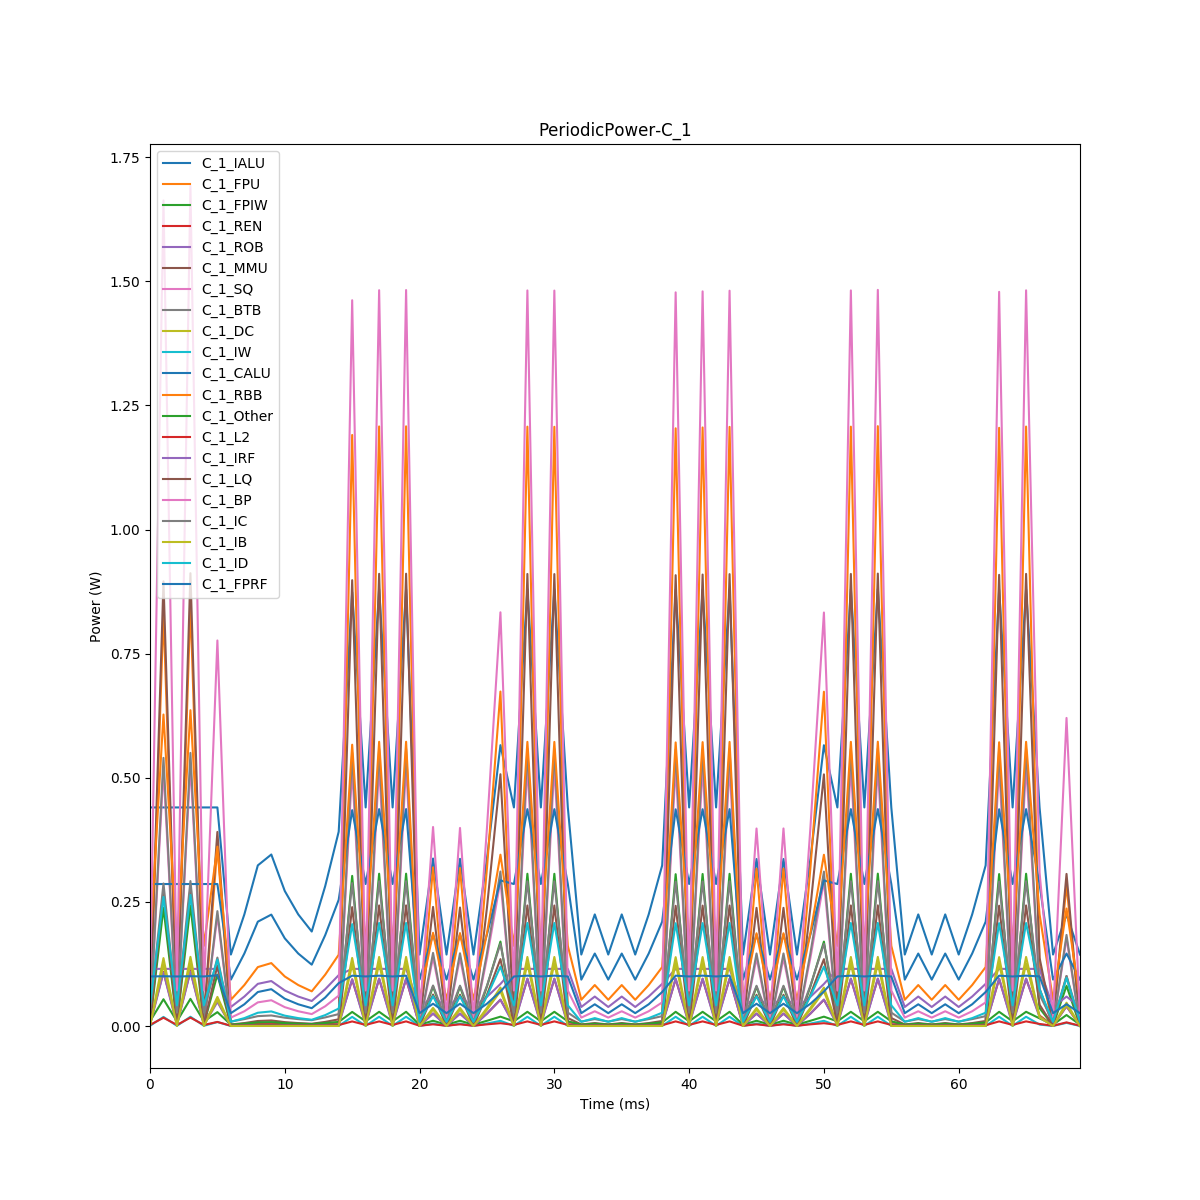 PeriodicPower-C_1
1.75
1.50
1.25
1.00
0.75
0.50
0.25
0.00
Power (W)
C_1_IALU
C_1_FPU
C_1_FPIW
C_1_REN
C_1_ROB
C_1_MMU
C_1_SQ
C_1_BTB
C_1_DC
C_1_IW
C_1_CALU
C_1_RBB
C_1_Other
C_1_L2
C_1_IRF
C_1_LQ
C_1_BP
C_1_IC
C_1_IB
C_1_ID
C_1_FPRF
0 10 20 30 40 50 60
Time (ms)